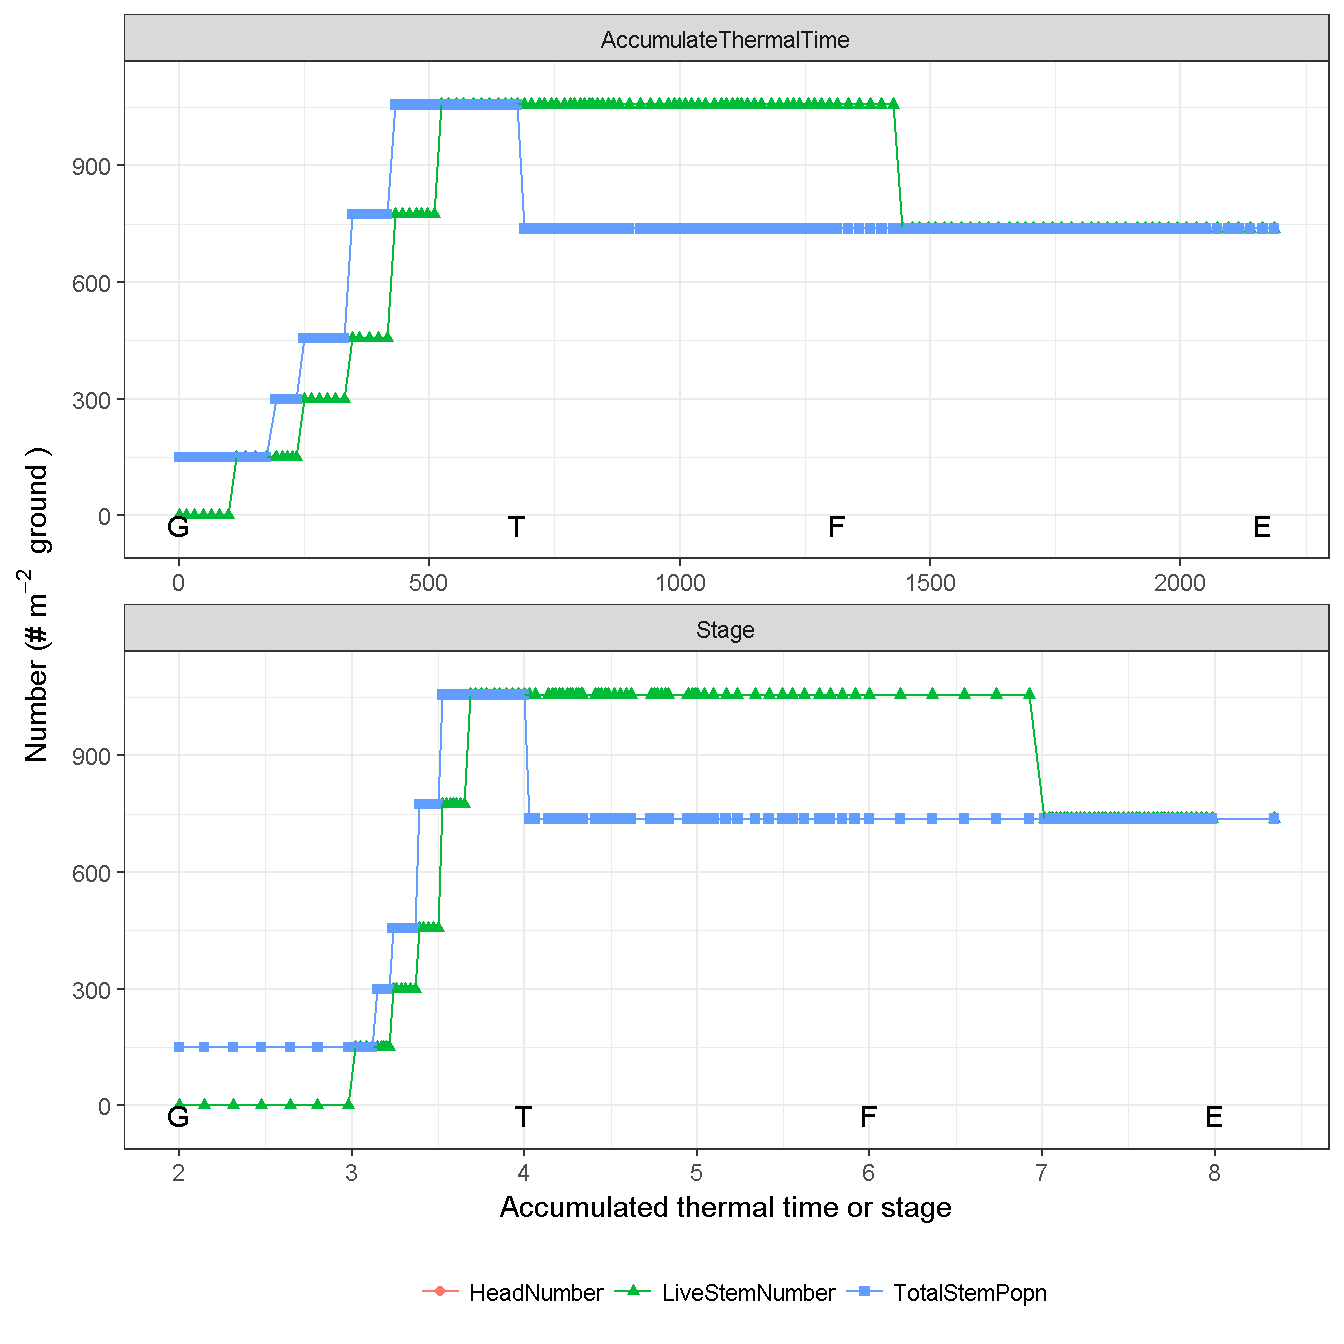 AccumulateThermalTime
900
600
300
0
G T F E
0 500 1000 1500 2000
Stage
900
600
300
0
G T F E
2 3 4 5 6 7 8
Number (# m−2 ground )
Accumulated thermal time or stage
HeadNumber LiveStemNumber TotalStemPopn